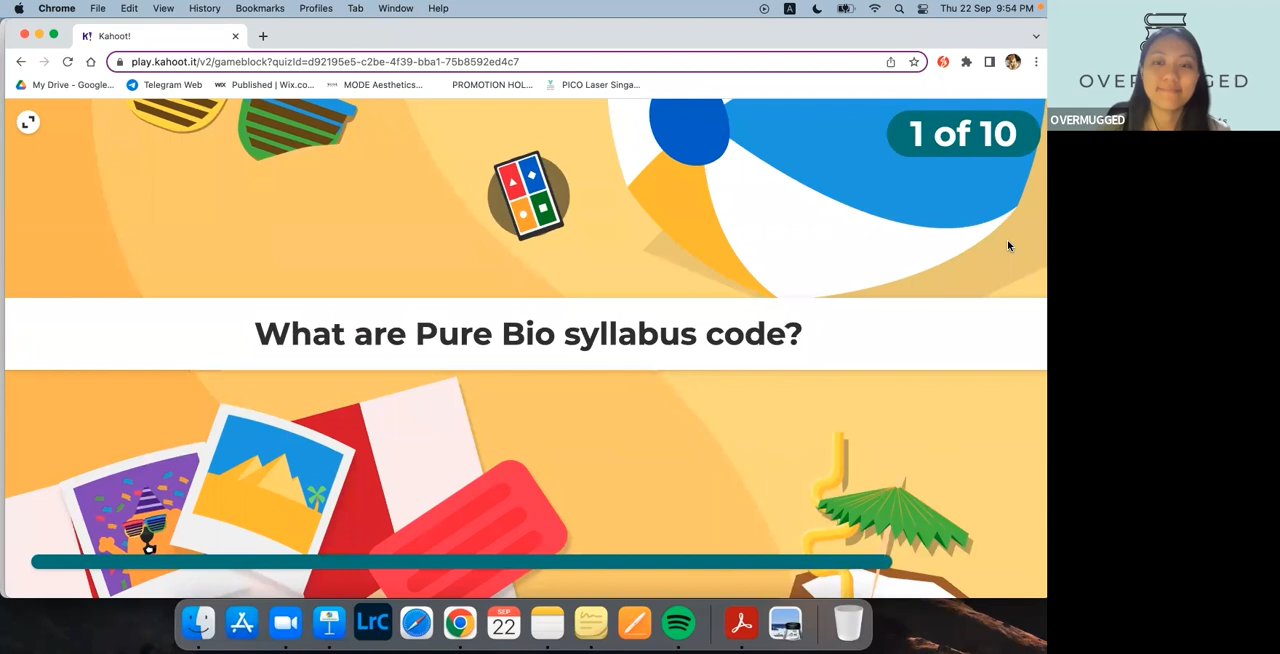 Chrome File Edit View History Bookmarks Profiles Tab Window Help A Thu 22 Sep 9:54 PM
K! Kahoot!
play.kahoot.it/v2/gameblock?quizId=d92195e5-c2be-4f39-bba1-75b8592ed4c7
My Drive - Google... Telegram Web WiX Published | Wix.co... MODE Aesthetics... PROMOTION HOL... PICO Laser Singa...
1 of 10
OVERMUGGED
What are Pure Bio syllabus code?
LrC
SEP
22